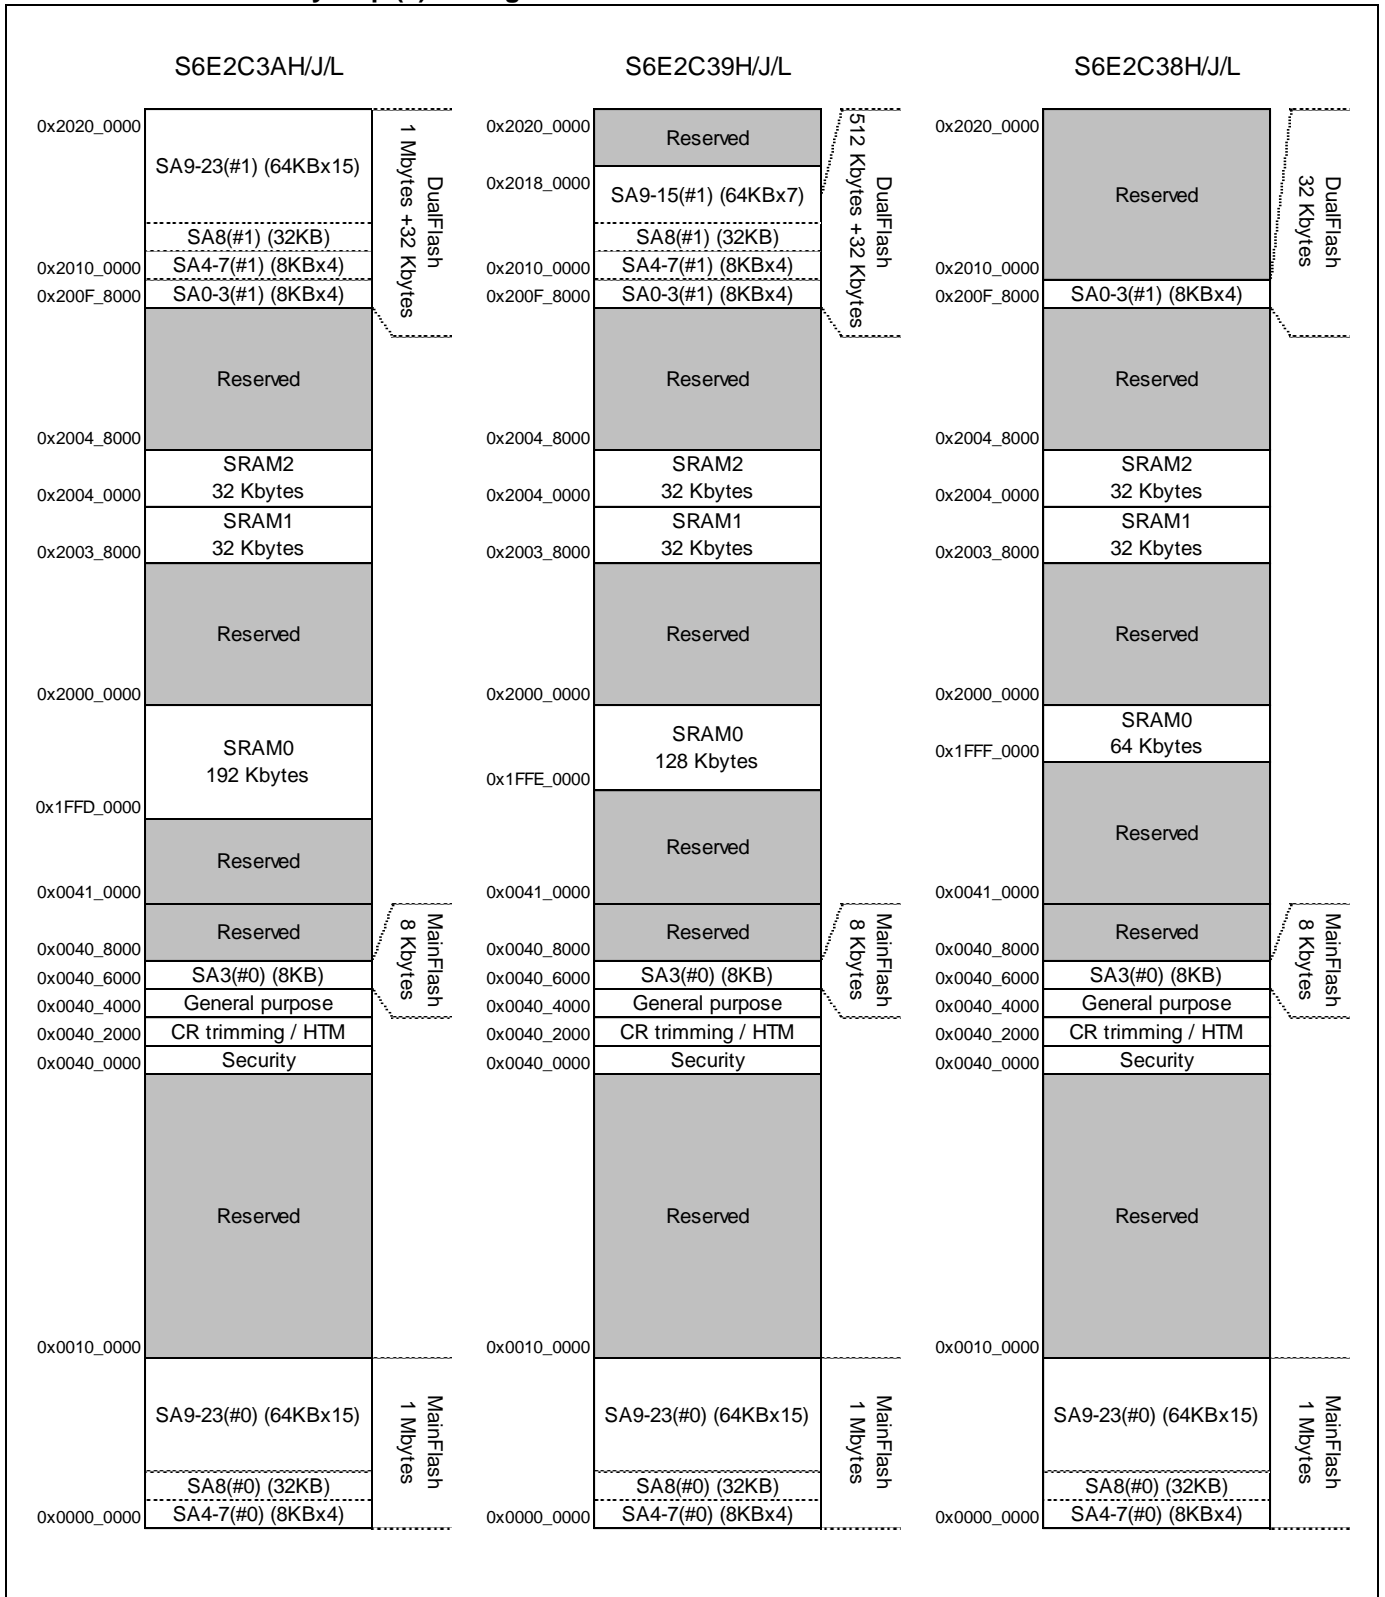 S6E2C3AH/J/L
0x2020_0000
SA9-23(#1) (64KBx15)
SA8(#1) (32KB)
0x2010_0000
SA4-7(#1) (8KBx4)
0x200F_8000
SA0-3(#1) (8KBx4)
DualFlash
1 Mbytes +32 Kbytes
Reserved
0x2004_8000
SRAM2
32 Kbytes
0x2004_0000
SRAM1
32 Kbytes
0x2003_8000
Reserved
0x2000_0000
SRAM0
192 Kbytes
0x1FFD_0000
Reserved
0x0041_0000
Reserved
0x0040_8000
MainFlash
8 Kbytes
0x0040_6000
SA3(#0) (8KB)
0x0040_4000
General purpose
0x0040_2000
CR trimming / HTM
0x0040_0000
Security
Reserved
0x0010_0000
SA9-23(#0) (64KBx15)
MainFlash
1 Mbytes
SA8(#0) (32KB)
0x0000_0000
SA4-7(#0) (8KBx4)
S6E2C39H/J/L
0x2020_0000
Reserved
0x2018_0000
SA9-15(#1) (64KBx7)
SA8(#1) (32KB)
0x2010_0000
SA4-7(#1) (8KBx4)
0x200F_8000
SA0-3(#1) (8KBx4)
DualFlash
512 Kbytes +32 Kbytes
Reserved
0x2004_8000
SRAM2
32 Kbytes
0x2004_0000
SRAM1
32 Kbytes
0x2003_8000
Reserved
0x2000_0000
SRAM0
128 Kbytes
0x1FFE_0000
Reserved
0x0041_0000
Reserved
0x0040_8000
MainFlash
8 Kbytes
0x0040_6000
SA3(#0) (8KB)
0x0040_4000
General purpose
0x0040_2000
CR trimming / HTM
0x0040_0000
Security
Reserved
0x0010_0000
SA9-23(#0) (64KBx15)
MainFlash
1 Mbytes
SA8(#0) (32KB)
0x0000_0000
SA4-7(#0) (8KBx4)
S6E2C38H/J/L
0x2020_0000
Reserved
0x2010_0000
0x200F_8000
SA0-3(#1) (8KBx4)
DualFlash
32 Kbytes
Reserved
0x2004_8000
SRAM2
32 Kbytes
0x2004_0000
SRAM1
32 Kbytes
0x2003_8000
Reserved
0x2000_0000
SRAM0
64 Kbytes
0x1FFF_0000
Reserved
0x0041_0000
Reserved
0x0040_8000
MainFlash
8 Kbytes
0x0040_6000
SA3(#0) (8KB)
0x0040_4000
General purpose
0x0040_2000
CR trimming / HTM
0x0040_0000
Security
Reserved
0x0010_0000
SA9-23(#0) (64KBx15)
MainFlash
1 Mbytes
SA8(#0) (32KB)
0x0000_0000
SA4-7(#0) (8KBx4)